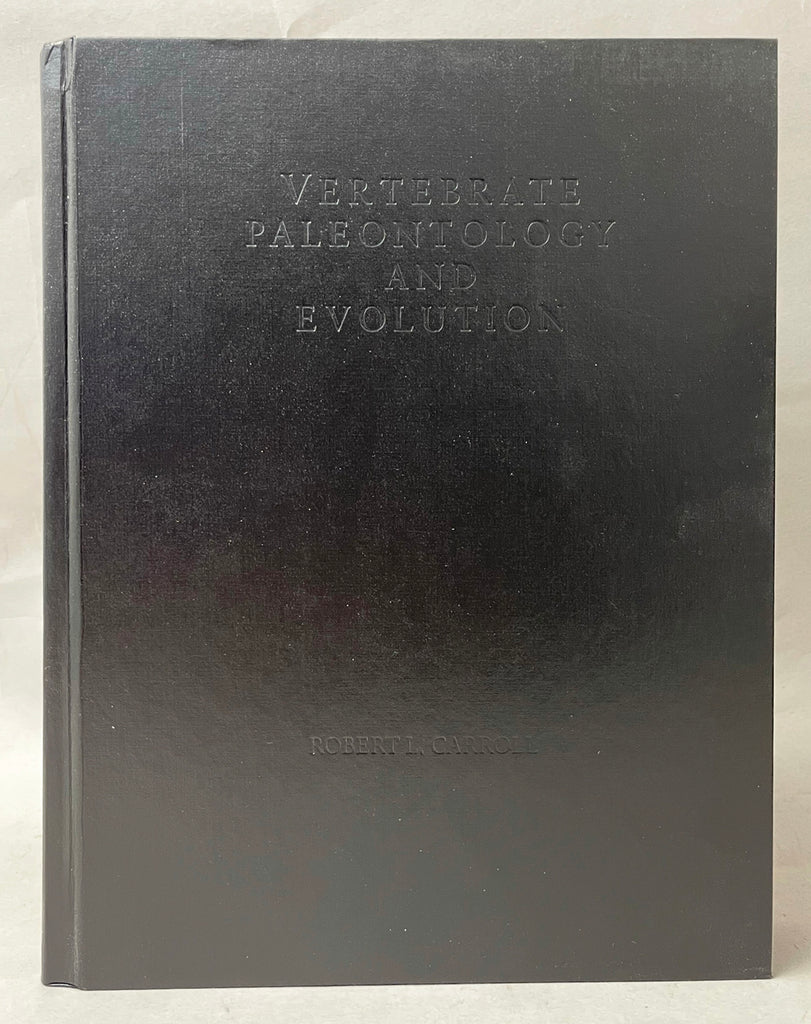 VERTEBRATE
PALEONTOLOGY
AND
EVOLUTION
ROBERT L. CARROLL